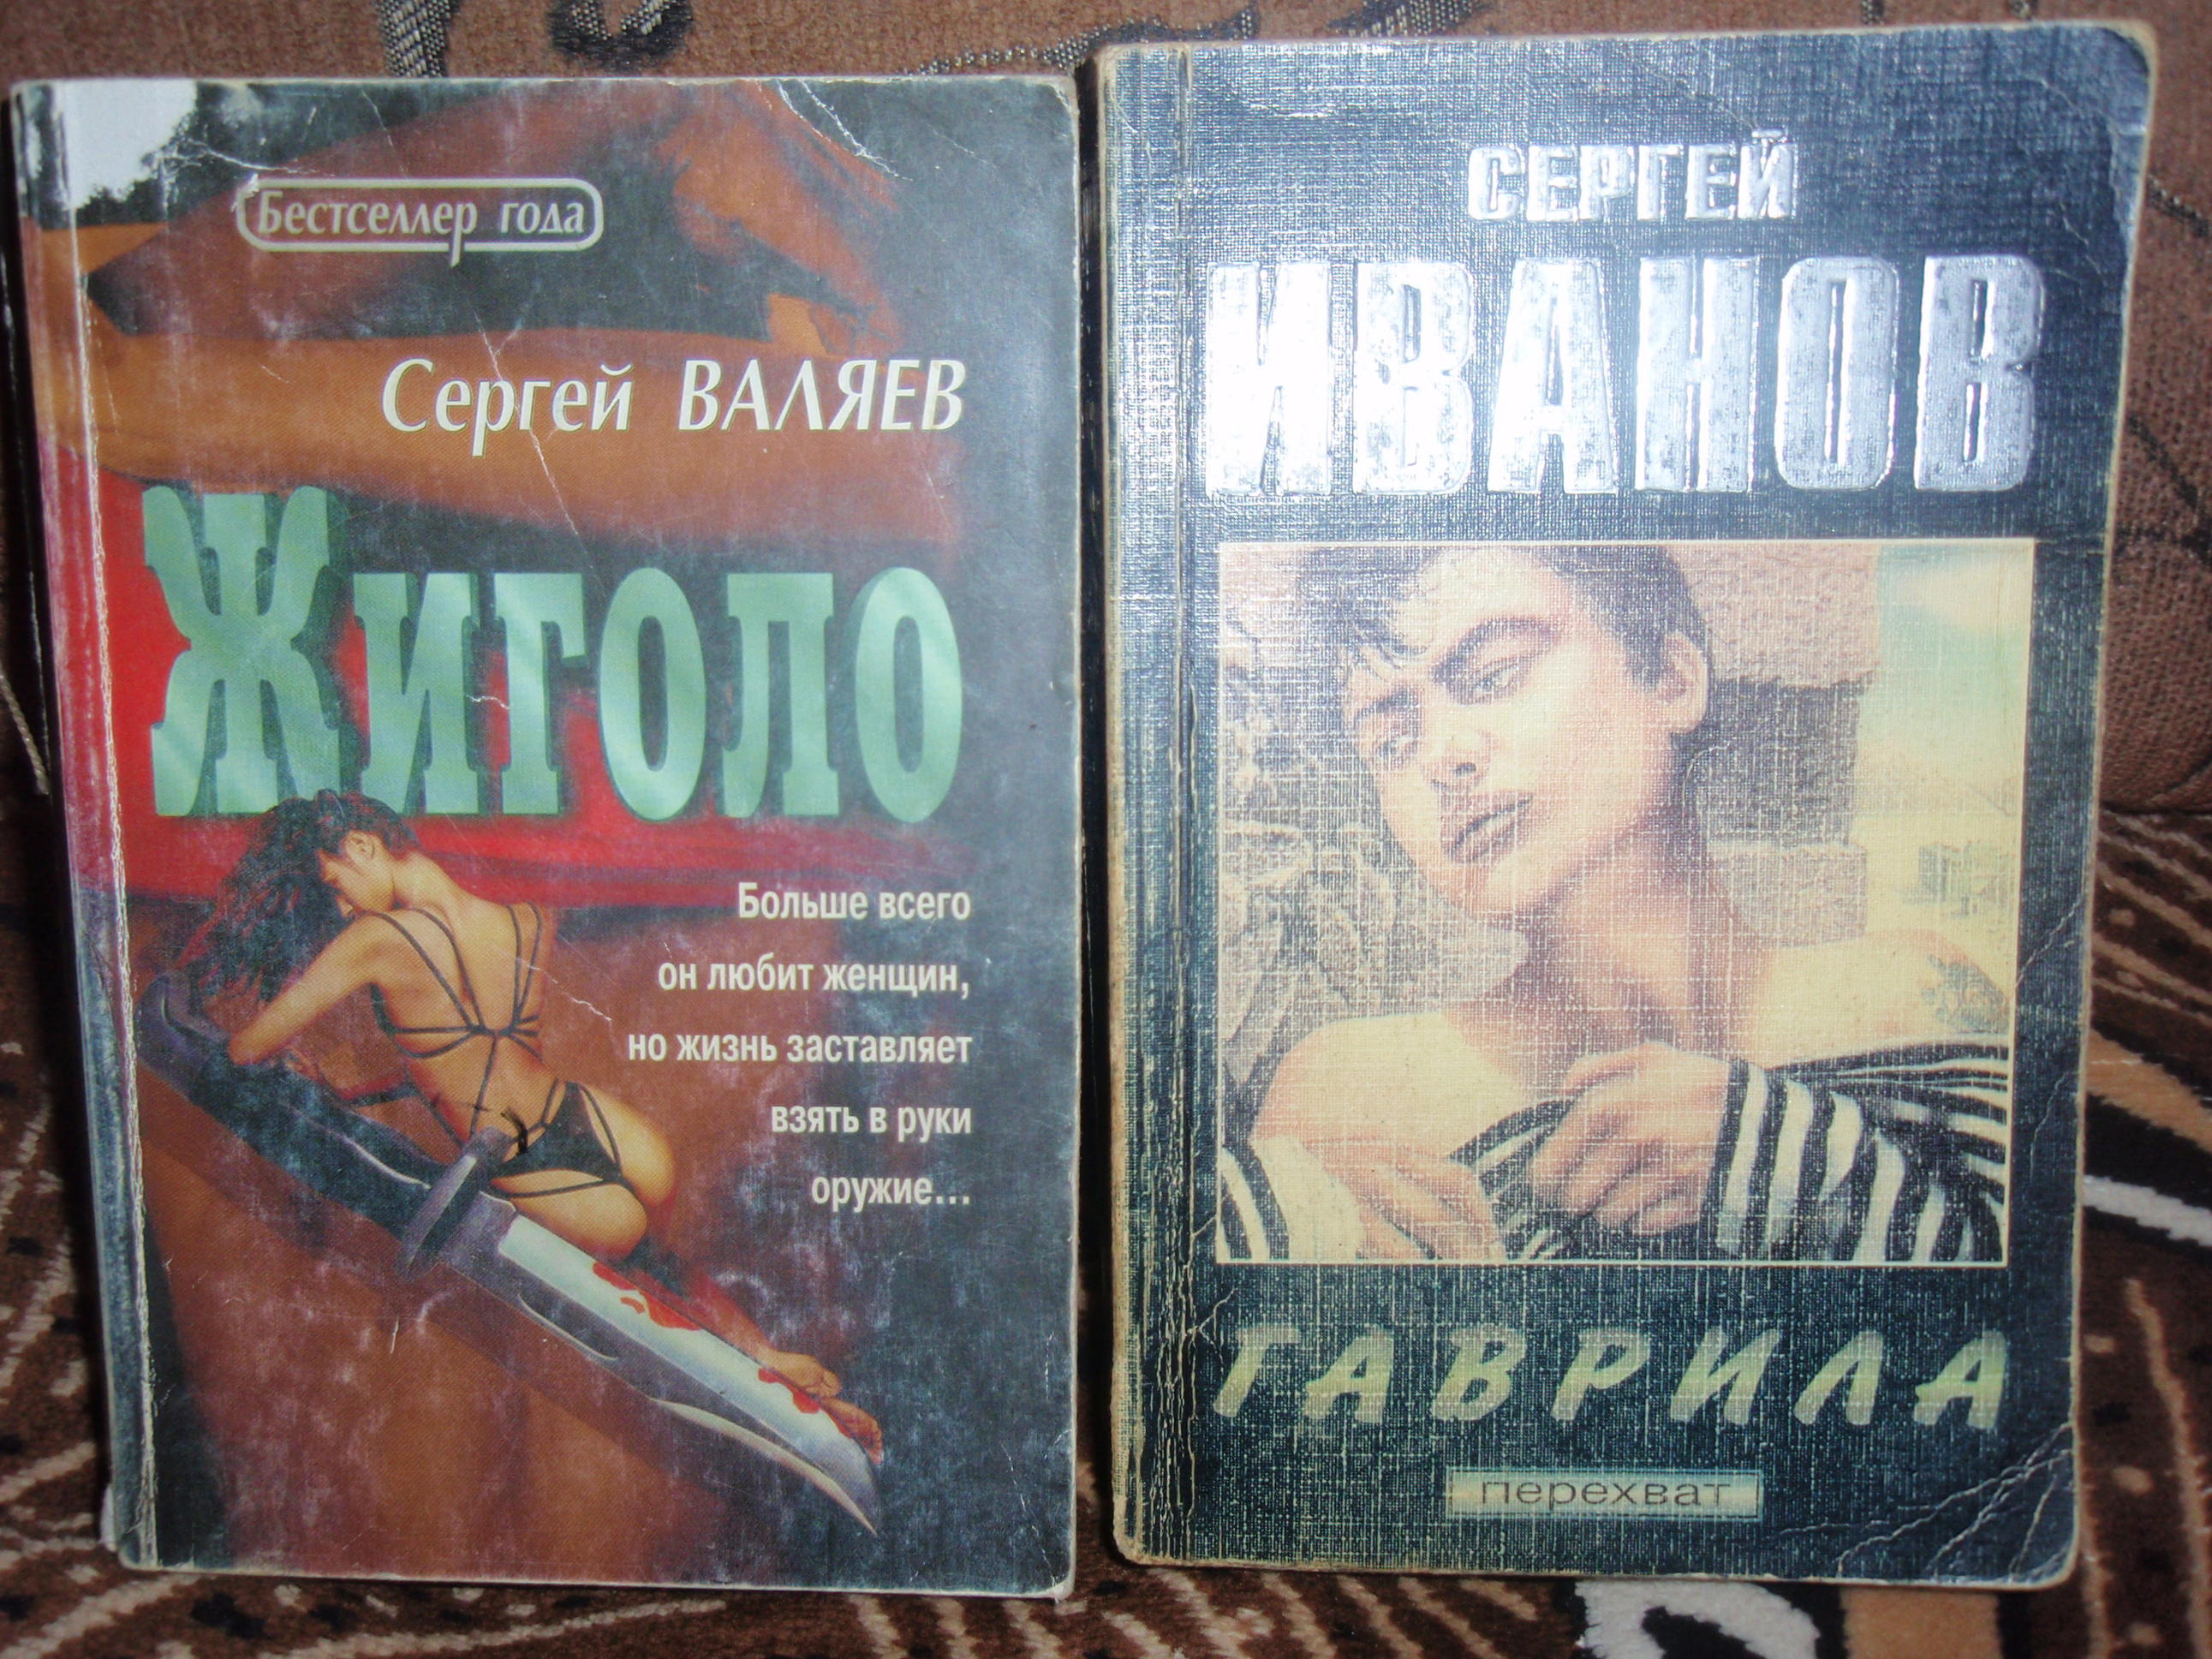 Бестселлер года
Сергей ВАЛЯЕВ
Жиголо
Больше всего
он любит женщин,
но жизнь заставляет
взять в руки
оружие...
СЕРГЕЙ
ИВАНОВ
ГАВРИЛА
перехват